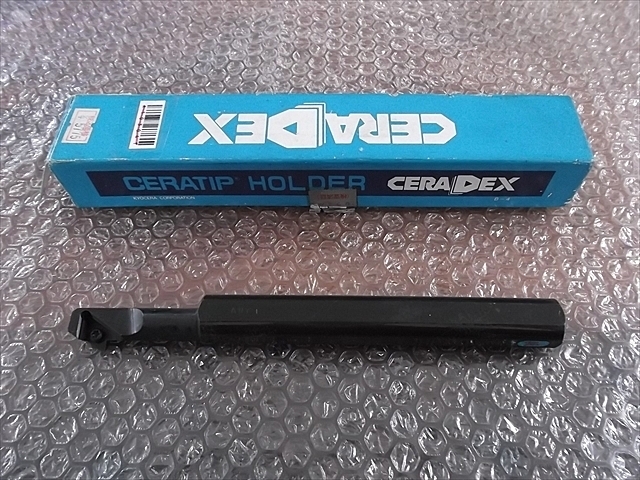 CERADEX
CERATIP HOLDER CERADEX
KYOCERA CORPORATION